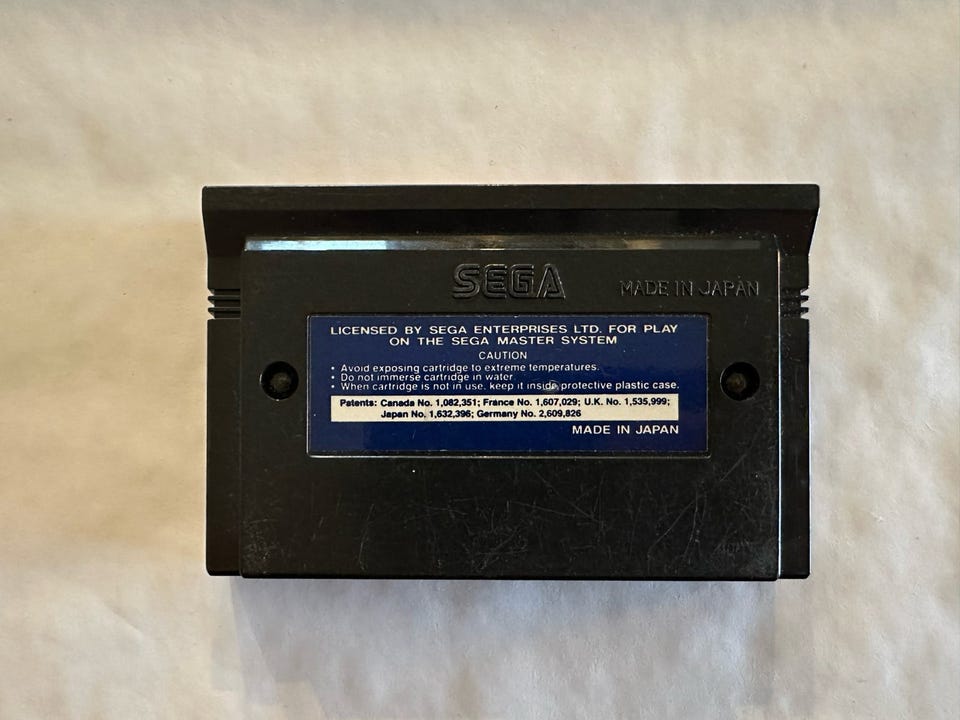 SEGA
MADE IN JAPAN
LICENSED BY SEGA ENTERPRISES LTD. FOR PLAY
ON THE SEGA MASTER SYSTEM
CAUTION
• Avoid exposing cartridge to extreme temperatures.
• Do not immerse cartridge in water.
• When cartridge is not in use, keep it inside protective plastic case.
Patents: Canada No. 1,082,351; France No. 1,607,029; U.K. No. 1,535,999;
Japan No. 1,632,396; Germany No. 2,609,826
MADE IN JAPAN